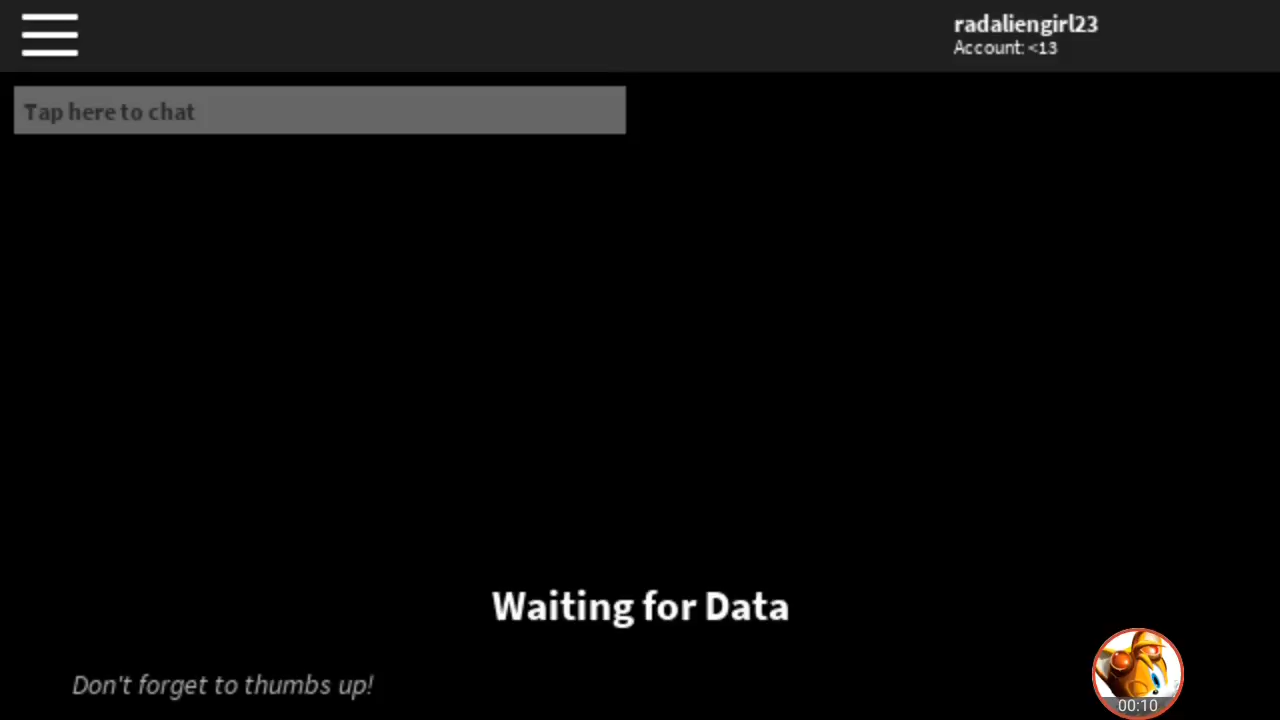 radaliengirl23
Account: <13
Tap here to chat
Waiting for Data
Don't forget to thumbs up!
00:10